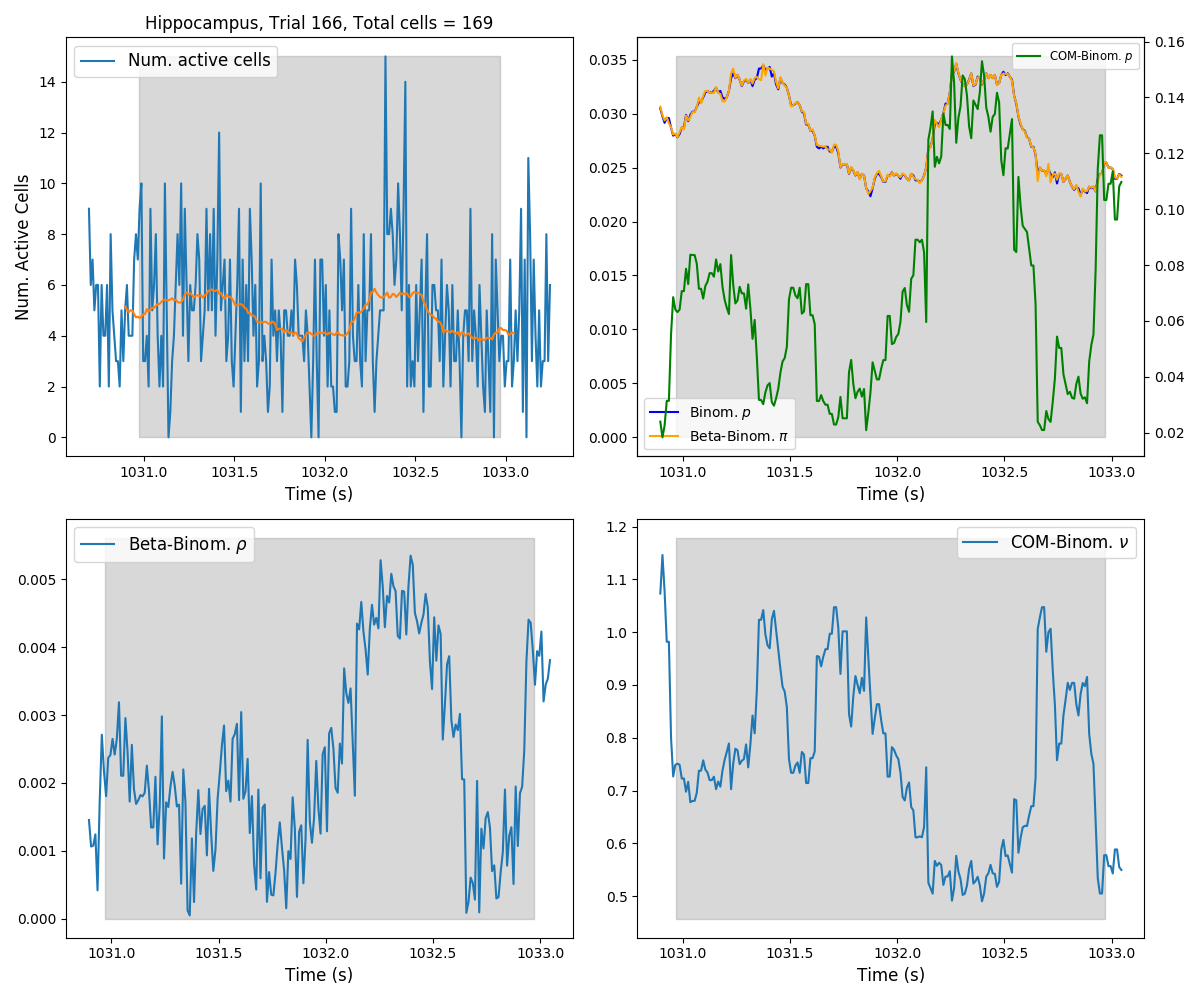 Hippocampus, Trial 166, Total cells = 169
Num. active cells
Num. Active Cells
14
12
10
8
6
4
2
0
1031.0 1031.5 1032.0 1032.5 1033.0
Time (s)
COM-Binom. p
Binom. p
Beta-Binom. π
0.035
0.030
0.025
0.020
0.015
0.010
0.005
0.000
0.16
0.14
0.12
0.10
0.08
0.06
0.04
0.02
1031.0 1031.5 1032.0 1032.5 1033.0
Time (s)
Beta-Binom. ρ
0.005
0.004
0.003
0.002
0.001
0.000
1031.0 1031.5 1032.0 1032.5 1033.0
Time (s)
COM-Binom. ν
1.2
1.1
1.0
0.9
0.8
0.7
0.6
0.5
1031.0 1031.5 1032.0 1032.5 1033.0
Time (s)